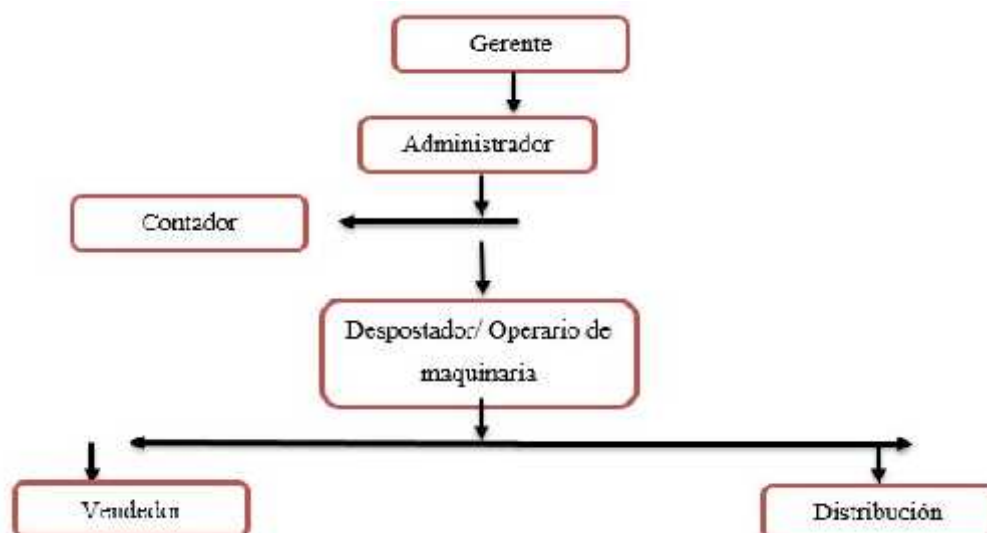 Gerente
Administrador
Contador
Despostador/ Operario de
maquinaria
Vendedor
Distribución